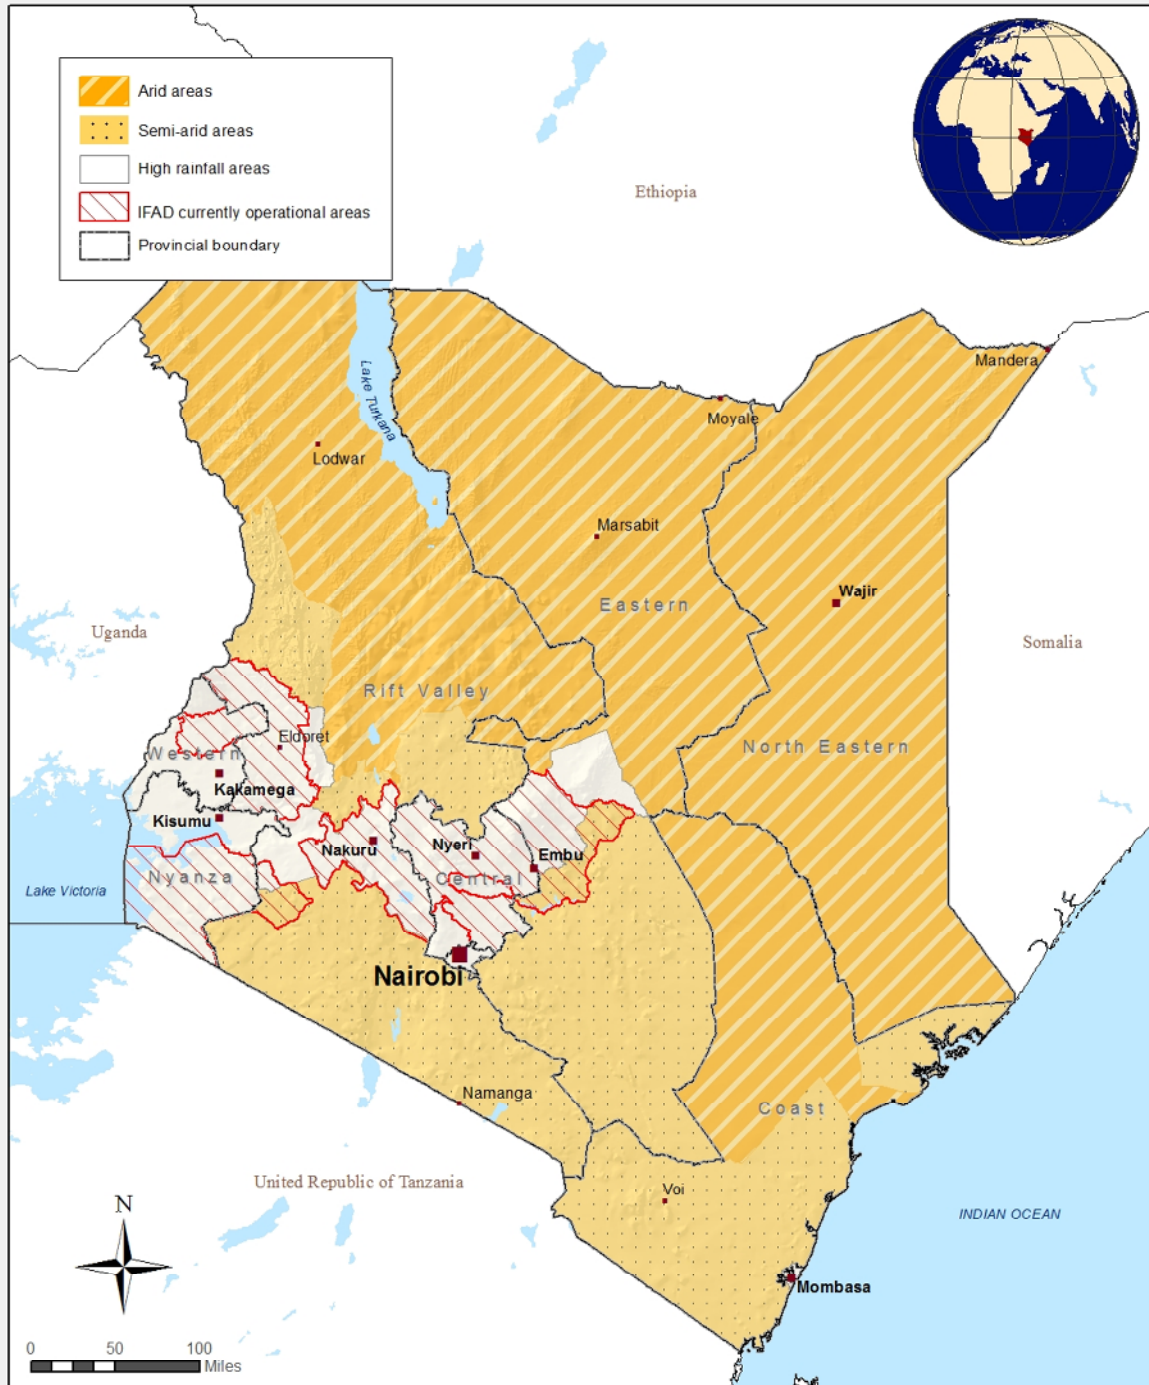 Arid areas
Semi-arid areas
High rainfall areas
IFAD currently operational areas
Provincial boundary
Ethiopia
Mandera
Lake Turkana
Moyale
Lodwar
Marsabit
Wajir
Eastern
Uganda
Somalia
Rift Valley
Eldoret
North Eastern
Western
Kakamega
Kisumu
Nakuru
Nyeri
Embu
Nyanza
Central
Lake Victoria
Nairobi
Namanga
Coast
United Republic of Tanzania
Voi
N
INDIAN OCEAN
Mombasa
0 50 100
Miles